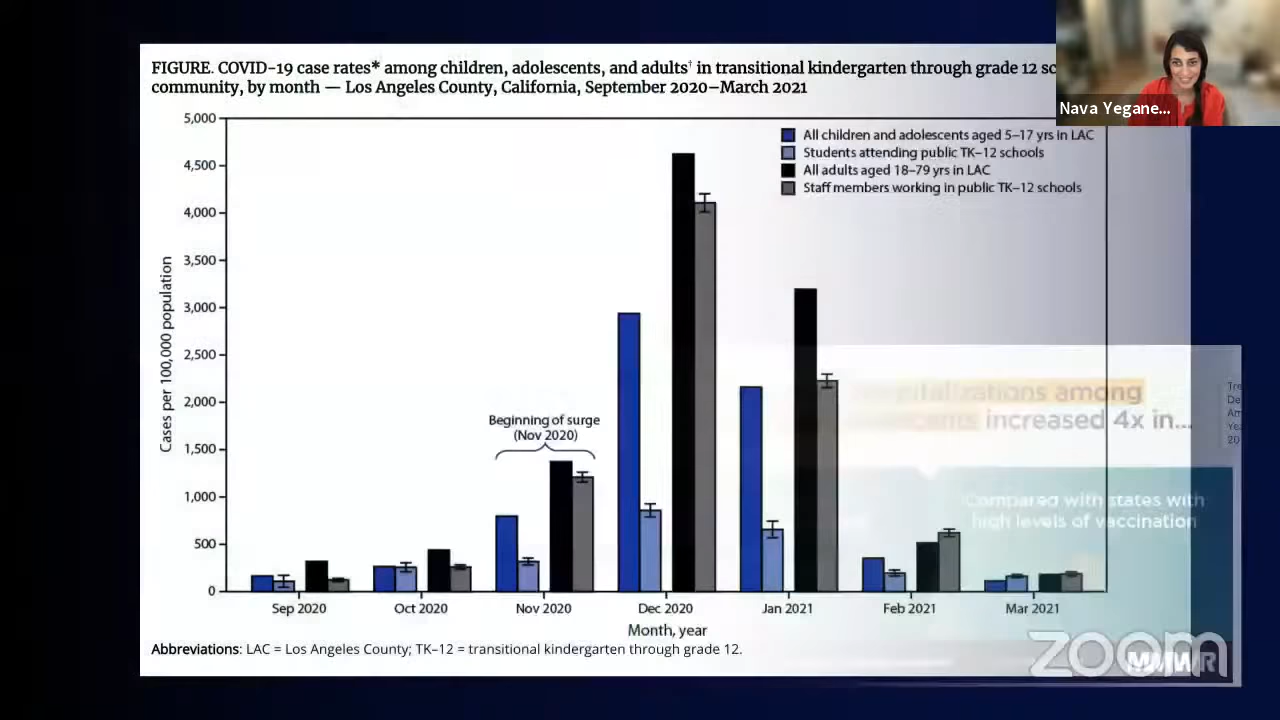 FIGURE. COVID-19 case rates* among children, adolescents, and adults† in transitional kindergarten through grade 12 sc
community, by month — Los Angeles County, California, September 2020–March 2021
Nava Yegane...
5,000
4,500
4,000
3,500
3,000
2,500
2,000
1,500
1,000
500
0
Cases per 100,000 population
All children and adolescents aged 5–17 yrs in LAC
Students attending public TK–12 schools
All adults aged 18–79 yrs in LAC
Staff members working in public TK–12 schools
Beginning of surge
(Nov 2020)
increased 4x in...
Compared with states with
high levels of vaccination
Tre
De
Am
Ye
20
Sep 2020
Oct 2020
Nov 2020
Dec 2020
Jan 2021
Feb 2021
Mar 2021
Month, year
Abbreviations: LAC = Los Angeles County; TK–12 = transitional kindergarten through grade 12.
zoom
MMWR